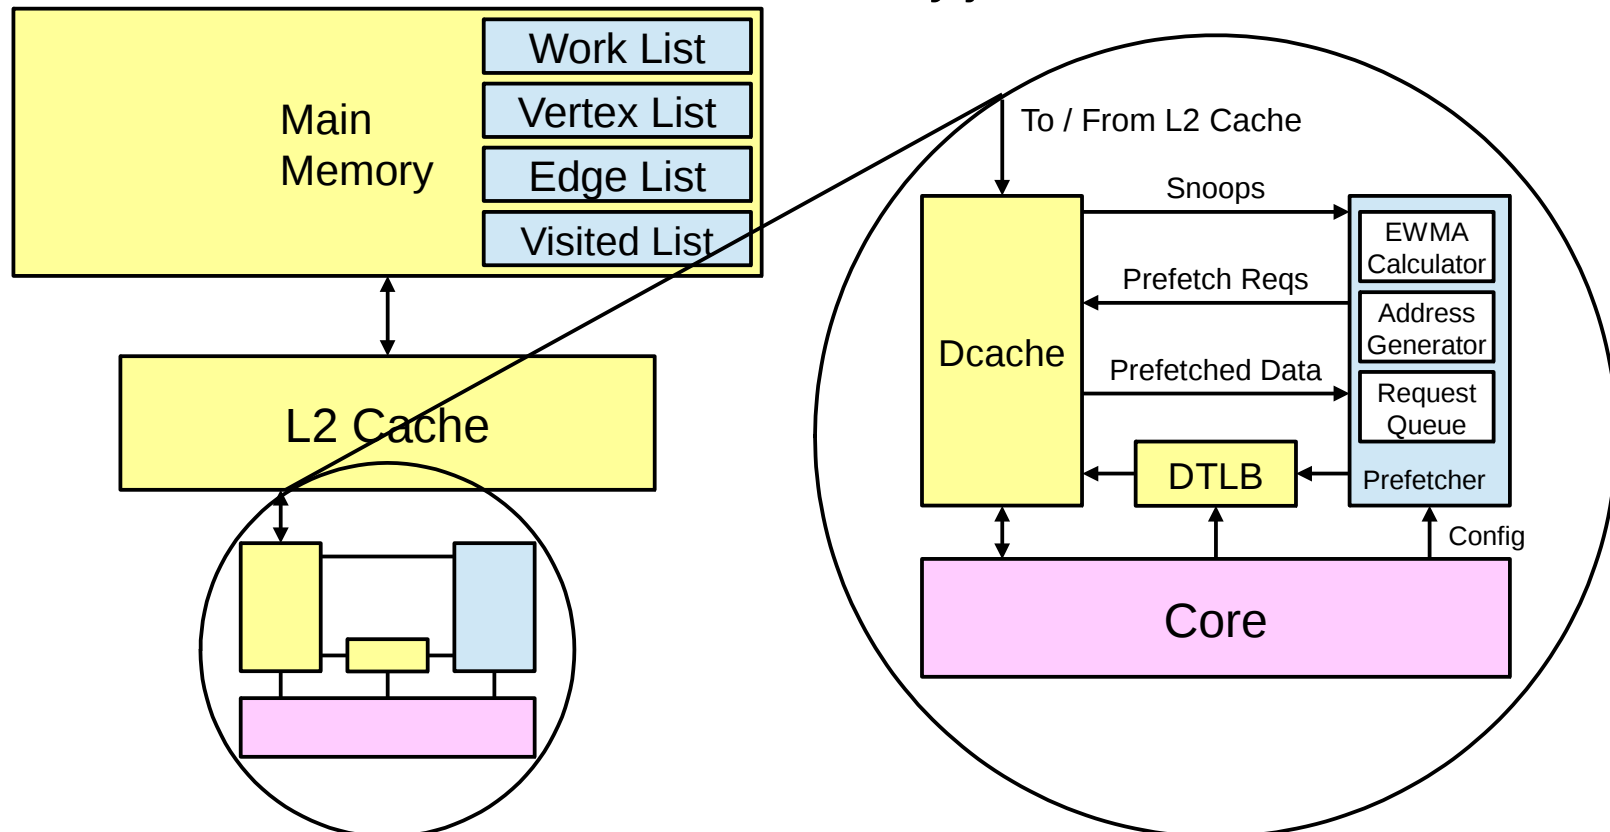 Work List
Vertex List
Edge List
Visited List
Main
Memory
L2 Cache
To / From L2 Cache
Snoops
Prefetch Reqs
Prefetched Data
Dcache
EWMA
Calculator
Address
Generator
Request
Queue
Prefetcher
DTLB
Config
Core